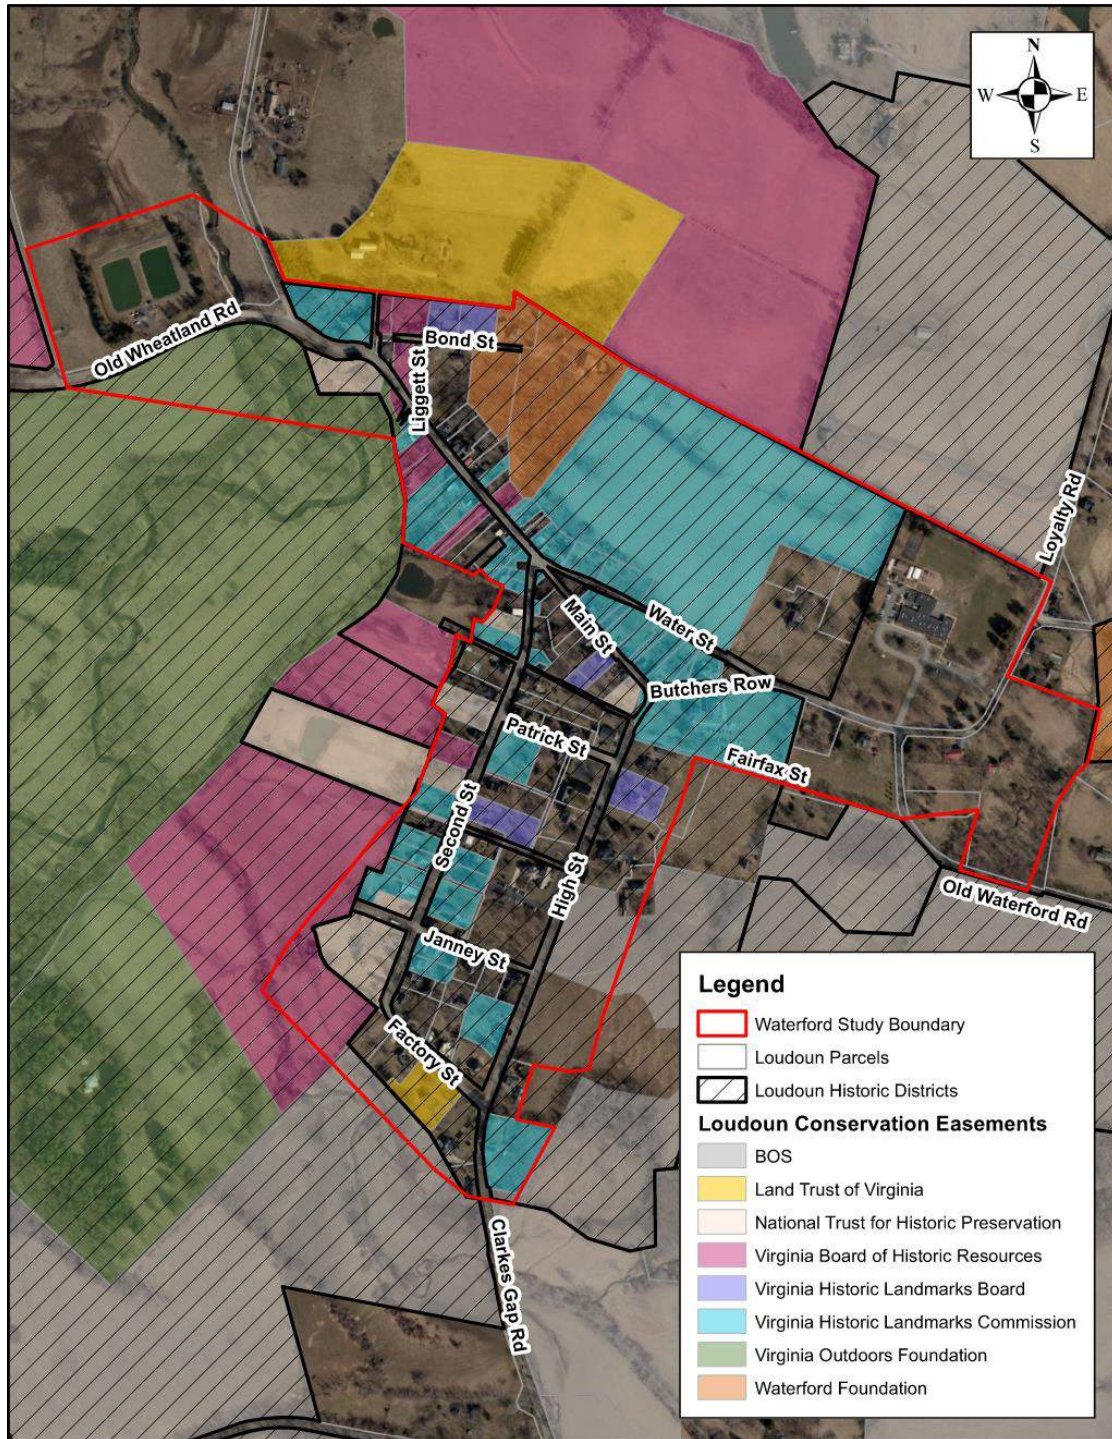 N
W E
S
Old Wheatland Rd
Bond St
Liggett St
Loyalty Rd
Main St
Water St
Butchers Row
Patrick St
Fairfax St
Second St
High St
Old Waterford Rd
Janney St
Factory St
Clarkes Gap Rd
Legend
Waterford Study Boundary
Loudoun Parcels
Loudoun Historic Districts
Loudoun Conservation Easements
BOS
Land Trust of Virginia
National Trust for Historic Preservation
Virginia Board of Historic Resources
Virginia Historic Landmarks Board
Virginia Historic Landmarks Commission
Virginia Outdoors Foundation
Waterford Foundation